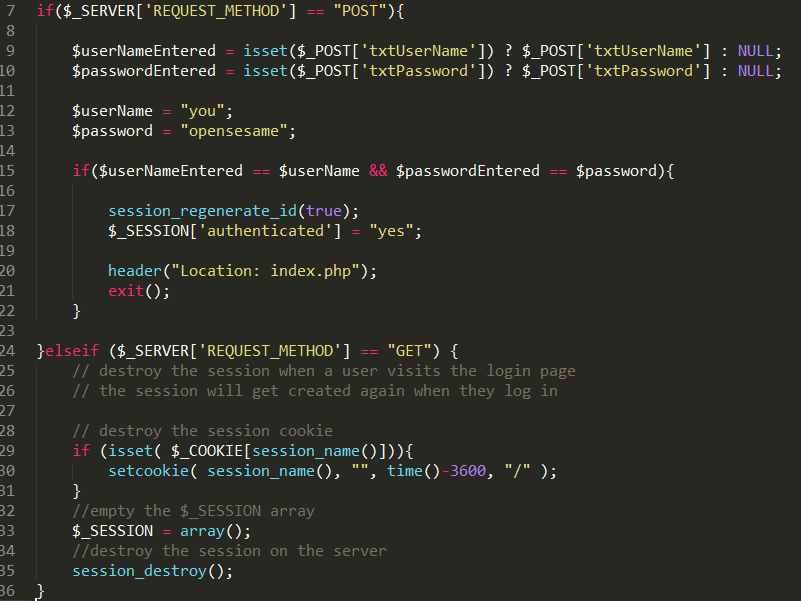 7 if($_SERVER['REQUEST_METHOD'] == "POST"){
8
9 $userNameEntered = isset($_POST['txtUserName']) ? $_POST['txtUserName'] : NULL;
10 $passwordEntered = isset($_POST['txtPassword']) ? $_POST['txtPassword'] : NULL;
11
12 $userName = "you";
13 $password = "opensesame";
14
15 if($userNameEntered == $userName && $passwordEntered == $password){
16
17 session_regenerate_id(true);
18 $_SESSION['authenticated'] = "yes";
19
20 header("Location: index.php");
21 exit();
22 }
23
24 }elseif ($_SERVER['REQUEST_METHOD'] == "GET") {
25 // destroy the session when a user visits the login page
26 // the session will get created again when they log in
27
28 // destroy the session cookie
29 if (isset( $_COOKIE[session_name()])){
30 setcookie( session_name(), "", time()-3600, "/" );
31 }
32 //empty the $_SESSION array
33 $_SESSION = array();
34 //destroy the session on the server
35 session_destroy();
36 }